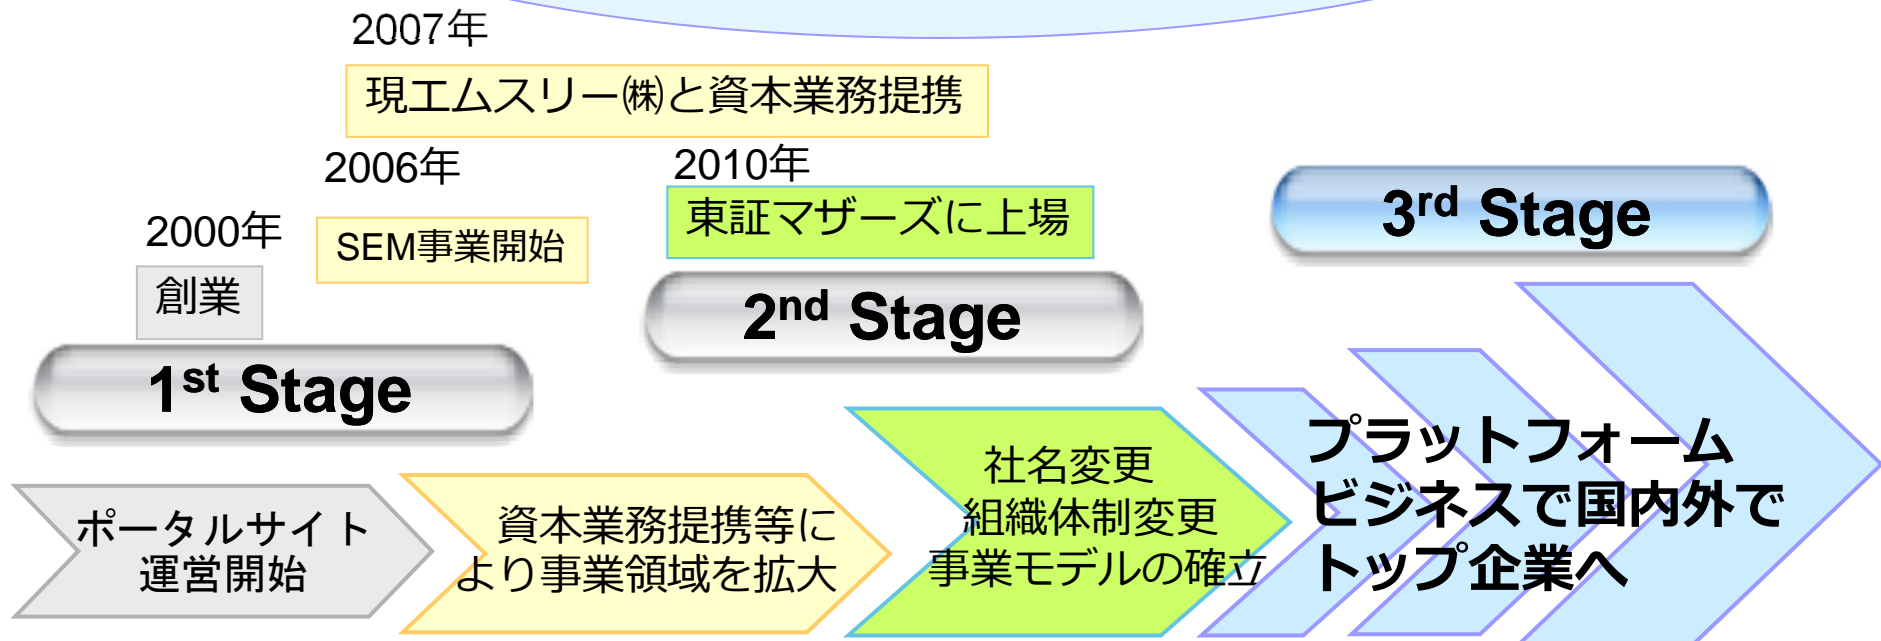 2007年
現エムスリー㈱と資本業務提携
2006年
2010年
SEM事業開始
東証マザーズに上場
2000年
創業
3rd Stage
2nd Stage
1st Stage
ポータルサイト
運営開始
資本業務提携等に
より事業領域を拡大
社名変更
組織体制変更
事業モデルの確立
プラットフォーム
ビジネスで国内外で
トップ企業へ